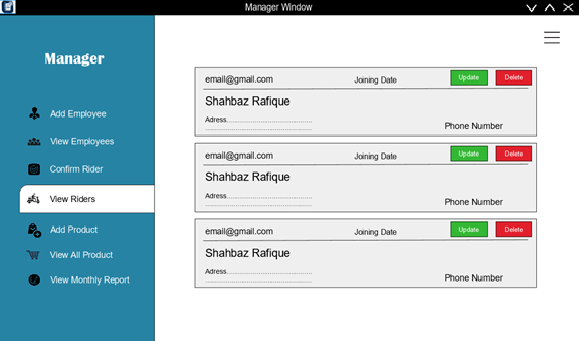 Manager Window
Manager
Add Employee
View Employees
Confirm Rider
View Riders
Add Product
View All Product
View Monthly Report
email@gmail.com Joining Date Update Delete
Shahbaz Rafique
Adress
Phone Number
email@gmail.com Joining Date Update Delete
Shahbaz Rafique
Adress
Phone Number
email@gmail.com Joining Date Update Delete
Shahbaz Rafique
Adress
Phone Number